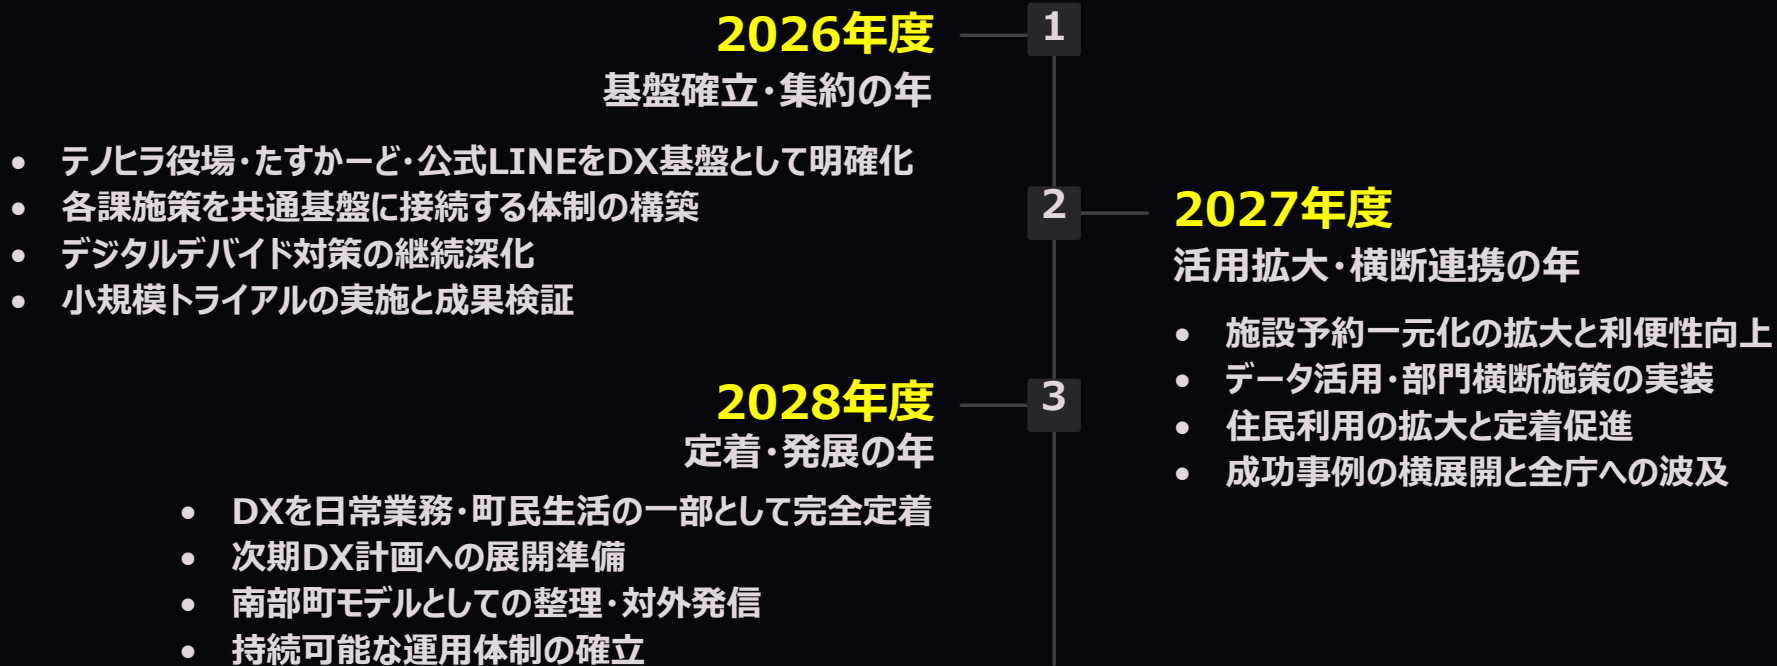 1
2026年度
基盤確立・集約の年
• テノヒラ役場・たすかーど・公式LINEをDX基盤として明確化
• 各課施策を共通基盤に接続する体制の構築
• デジタルデバイド対策の継続深化
• 小規模トライアルの実施と成果検証
2
2027年度
活用拡大・横断連携の年
• 施設予約一元化の拡大と利便性向上
• データ活用・部門横断施策の実装
• 住民利用の拡大と定着促進
• 成功事例の横展開と全庁への波及
3
2028年度
定着・発展の年
• DXを日常業務・町民生活の一部として完全定着
• 次期DX計画への展開準備
• 南部町モデルとしての整理・対外発信
• 持続可能な運用体制の確立